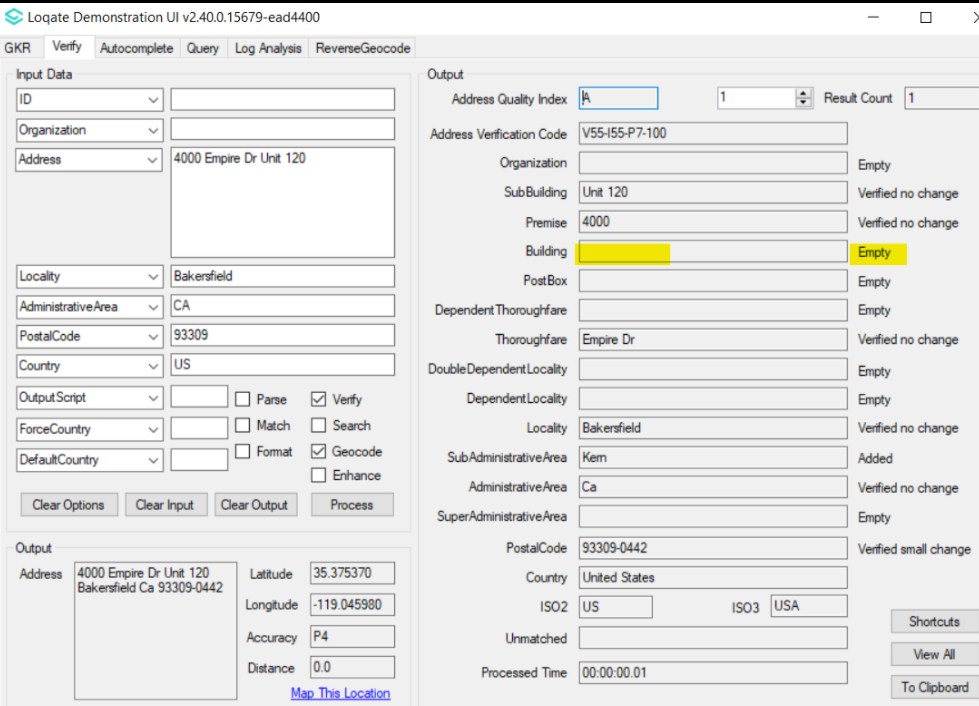 Loqate Demonstration UI v2.40.0.15679-ead4400
GKR Verify Autocomplete Query Log Analysis ReverseGeocode
Input Data
ID
Organization
Address 4000 Empire Dr Unit 120
Locality Bakersfield
AdministrativeArea CA
PostalCode 93309
Country US
OutputScript Parse Verify
ForceCountry Match Search
DefaultCountry Format Geocode
Enhance
Clear Options Clear Input Clear Output Process
Output
Address 4000 Empire Dr Unit 120
Bakersfield Ca 93309-0442
Latitude 35.375370
Longitude -119.045980
Accuracy P4
Distance 0.0
Map This Location
Output
Address Quality Index A 1 Result Count 1
Address Verification Code V55-I55-P7-100
Organization Empty
SubBuilding Unit 120 Verified no change
Premise 4000 Verified no change
Building Empty
PostBox Empty
DependentThoroughfare Empty
Thoroughfare Empire Dr Verified no change
DoubleDependentLocality Empty
DependentLocality Empty
Locality Bakersfield Verified no change
SubAdministrativeArea Kern Added
AdministrativeArea Ca Verified no change
SuperAdministrativeArea Empty
PostalCode 93309-0442 Verified small change
Country United States
ISO2 US ISO3 USA
Unmatched
Processed Time 00:00:00.01
Shortcuts
View All
To Clipboard